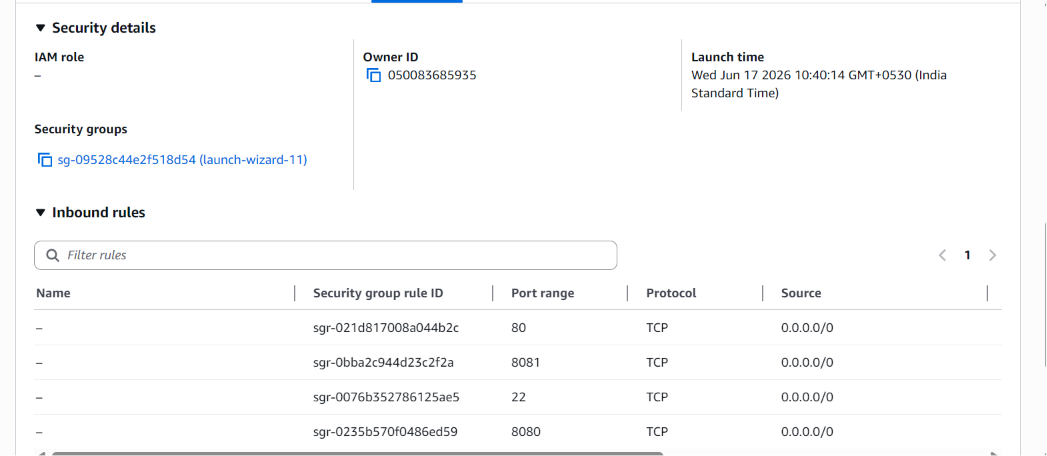 Security details
IAM role
–
Owner ID
050083685935
Launch time
Wed Jun 17 2026 10:40:14 GMT+0530 (India
Standard Time)
Security groups
sg-09528c44e2f518d54 (launch-wizard-11)
Inbound rules
Filter rules
1
Name Security group rule ID Port range Protocol Source
– sgr-021d817008a044b2c 80 TCP 0.0.0.0/0
– sgr-0bba2c944d23c2f2a 8081 TCP 0.0.0.0/0
– sgr-0076b352786125ae5 22 TCP 0.0.0.0/0
– sgr-0235b570f0486ed59 8080 TCP 0.0.0.0/0